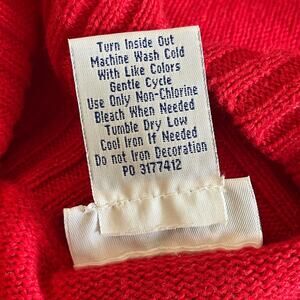 Turn Inside Out
Machine Wash Cold
With Like Colors
Gentle Cycle
Use Only Non-Chlorine
Bleach When Needed
Tumble Dry Low
Cool Iron If Needed
Do not Iron Decoration
PO 3177412